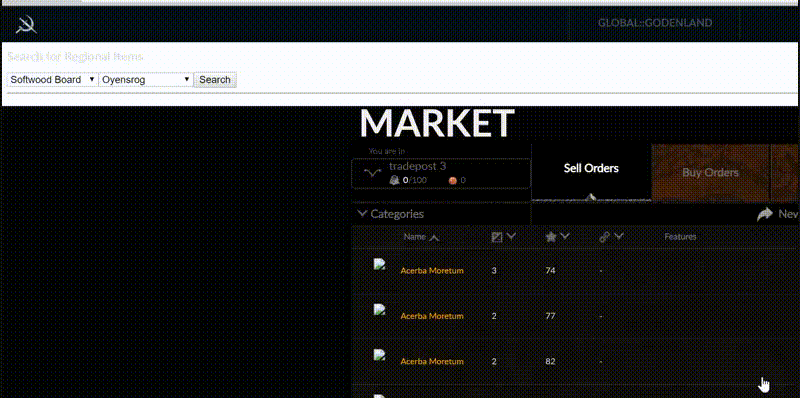 GLOBAL::GODENLAND
Search for Regional Items
Softwood Board Oyensrog Search
MARKET
You are in
tradepost 3
0/100 0
Sell Orders
Buy Orders
Categories
New
Name Features
Acerba Moretum 3 74 -
Acerba Moretum 2 77 -
Acerba Moretum 2 82 -